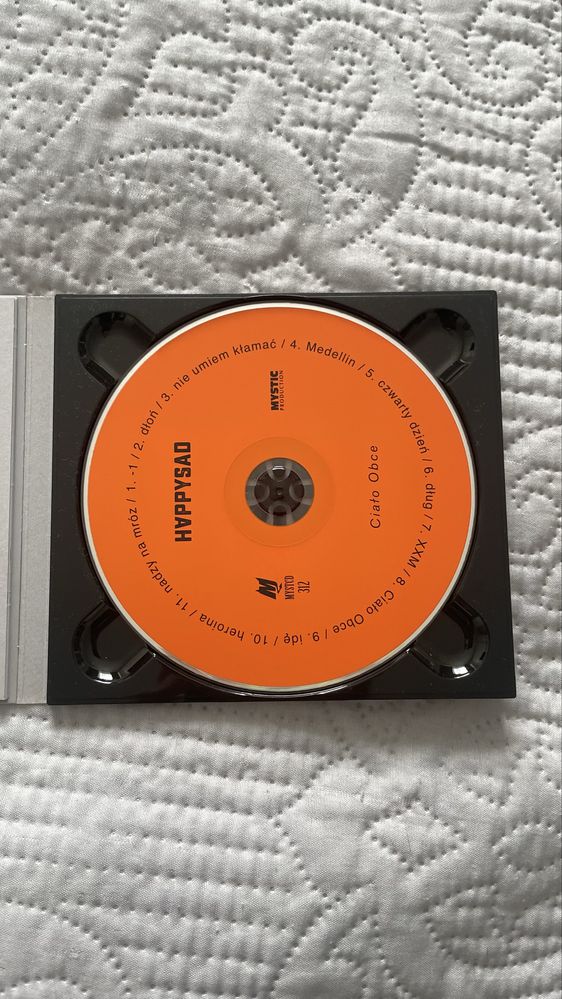 HAPPYSAD
Ciało Obce
MYSTIC
PRODUCTION
MYSTCD
312
1. -1 / 2. dłoń / 3. nie umiem kłamać / 4. Medellin / 5. czwarty dzień / 6. dług / 7. XXM / 8. Ciało Obce / 9. idę / 10. heroina / 11. nadzy na mróz /